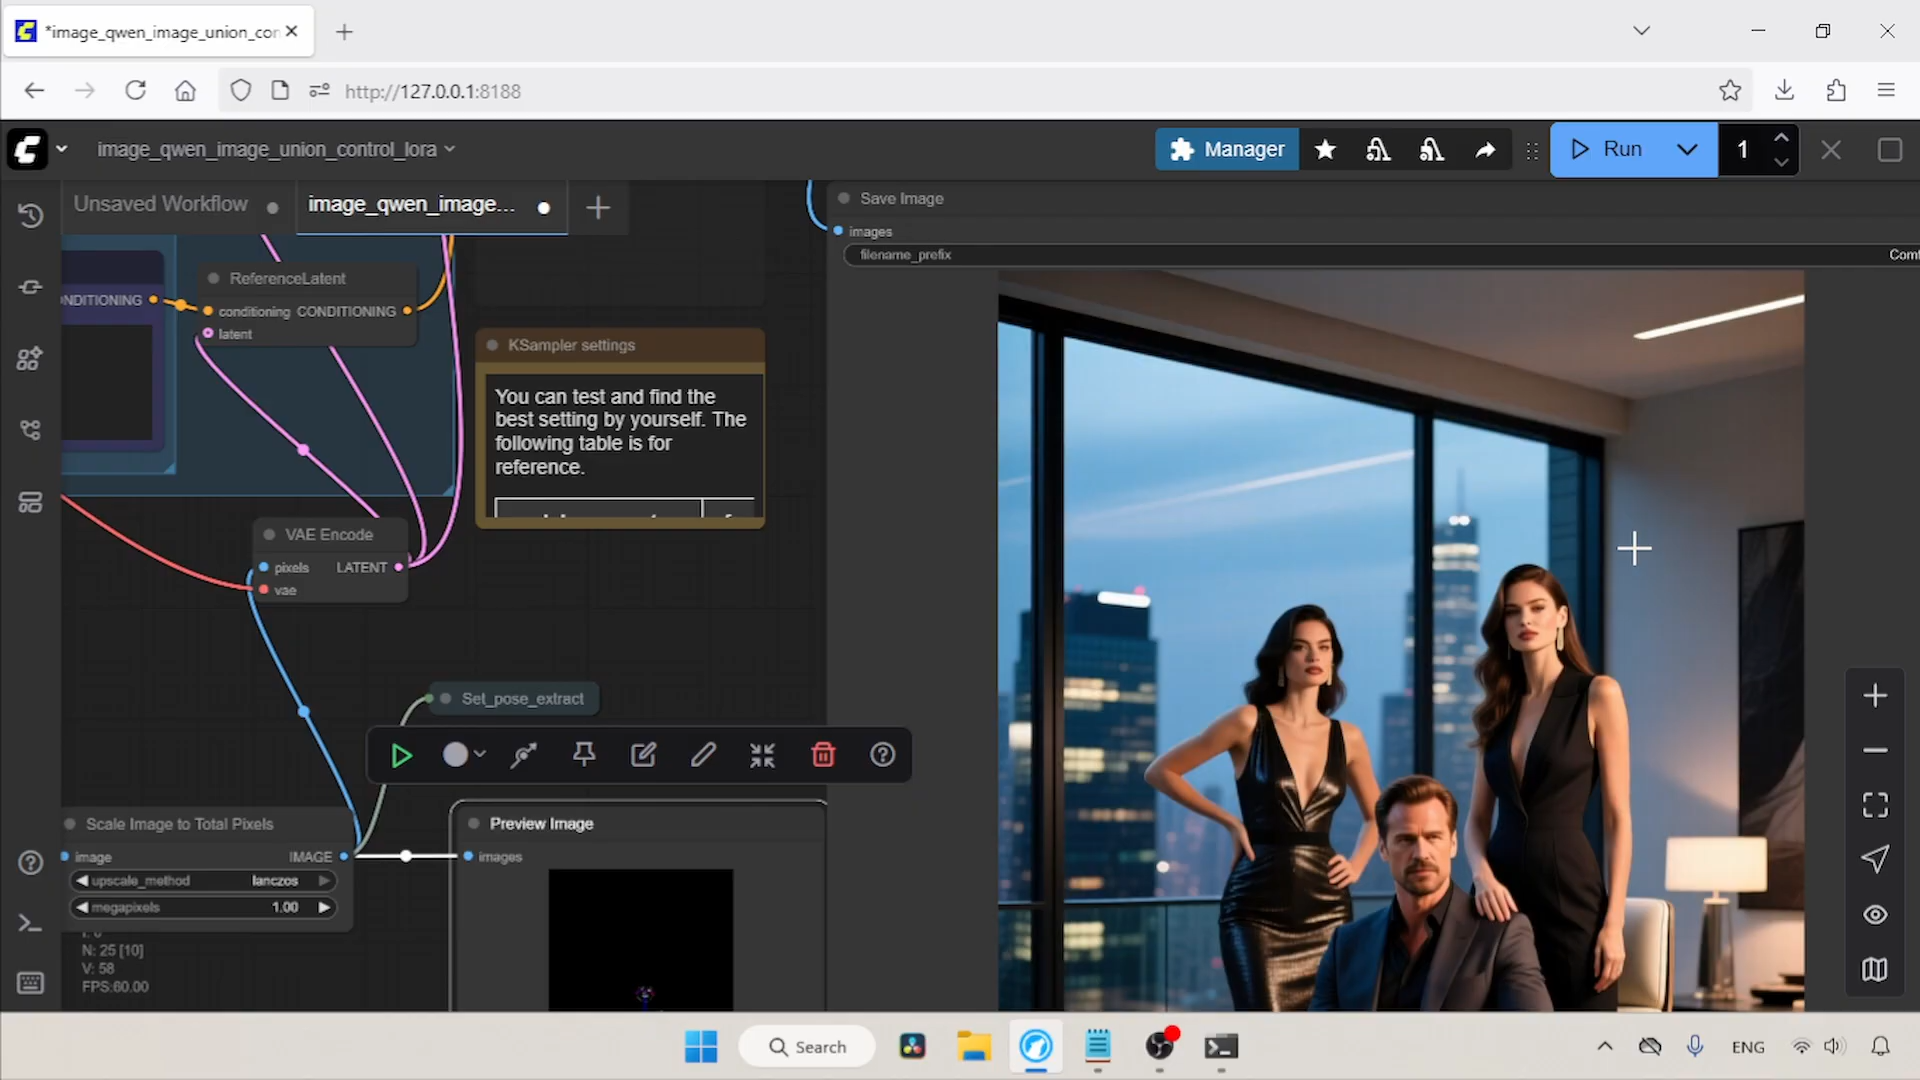 *image_qwen_image_union_con
http://127.0.0.1:8188
image_qwen_image_union_control_lora
Manager
Run
1
Unsaved Workflow
image_qwen_image...
Save Image
images
filename_prefix
Comf
ReferenceLatent
NDITIONING
conditioning CONDITIONING
latent
KSampler settings
You can test and find the
best setting by yourself. The
following table is for
reference.
VAE Encode
pixels LATENT
vae
Set_pose_extract
Scale Image to Total Pixels
image IMAGE
upscale_method lanczos
megapixels 1.00
Preview Image
images
N: 25 [10]
V: 58
FPS:60.00
Search
ENG